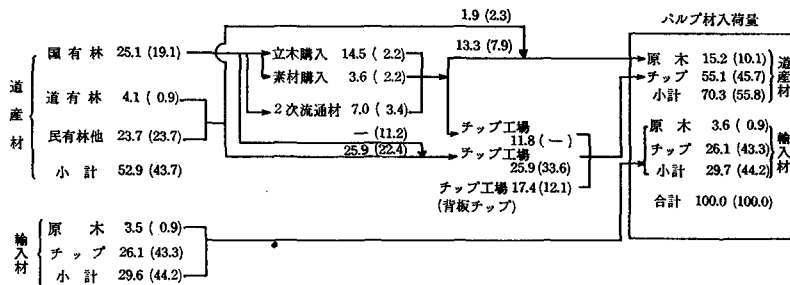 1.9 (2.3)
パルプ材入荷量
国有林 25.1 (19.1)
立木購入 14.5 ( 2.2)
13.3 (7.9)
原木 15.2 (10.1)
素材購入 3.6 ( 2.2)
チップ 55.1 (45.7)
小計 70.3 (55.8)
道産材
道産材
道有林 4.1 ( 0.9)
2次流通材 7.0 ( 3.4)
民有林他 23.7 (23.7)
— (11.2)
チップ工場
11.8 ( — )
原木 3.6 ( 0.9)
25.9 (22.4)
チップ工場
25.9 (33.6)
チップ 26.1 (43.3)
小計 29.7 (44.2)
輸入材
小計 52.9 (43.7)
チップ工場 17.4 (12.1)
(背板チップ)
合計 100.0 (100.0)
輸入材
原木 3.5 ( 0.9)
チップ 26.1 (43.3)
小計 29.6 (44.2)